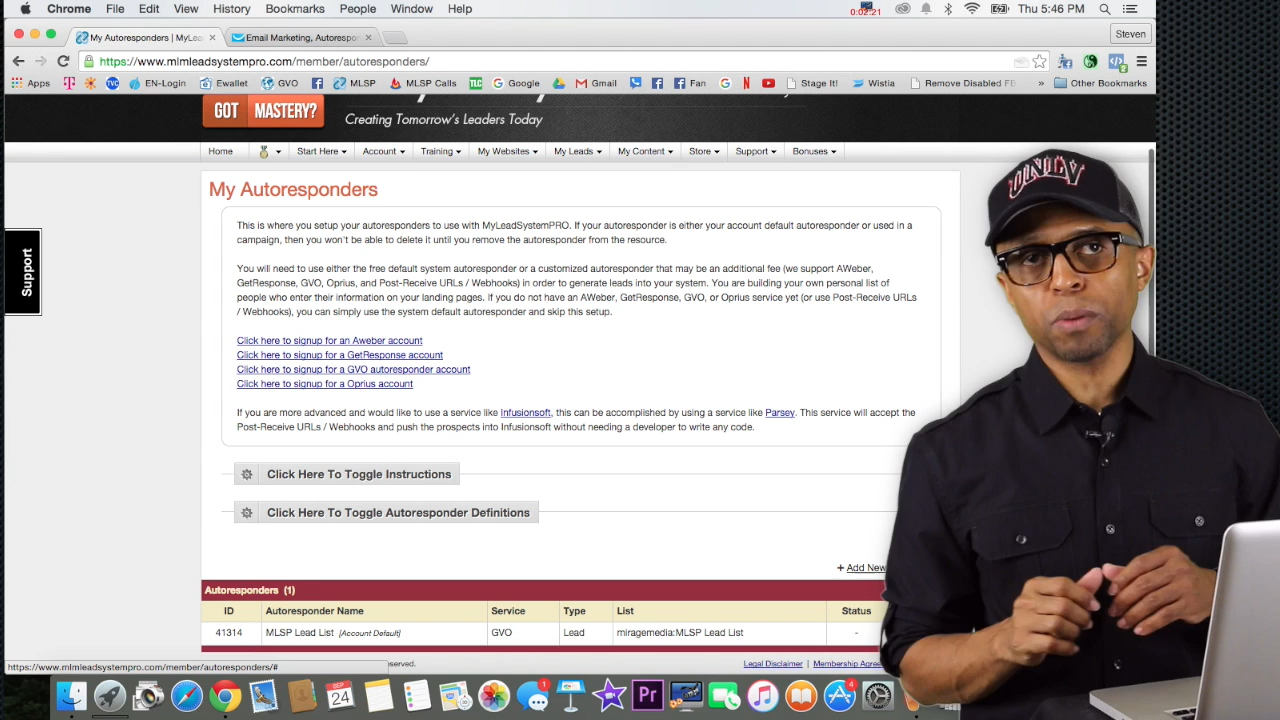 Chrome File Edit View History Bookmarks People Window Help
0:02:21 Thu 5:46 PM
My Autoresponders | MyLea
Email Marketing, Autorespon
Steven
https://www.mlmleadsystempro.com/member/autoresponders/
Apps EN-Login Ewallet GVO MLSP MLSP Calls TLC Google Gmail Fan Stage It! Wistia Remove Disabled F Other Bookmarks
GOT MASTERY?
Creating Tomorrow's Leaders Today
Home Start Here Account Training My Websites My Leads My Content Store Support Bonuses
My Autoresponders
This is where you setup your autoresponders to use with MyLeadSystemPRO. If your autoresponder is either your account default autoresponder or used in a
campaign, then you won't be able to delete it until you remove the autoresponder from the resource.
You will need to use either the free default system autoresponder or a customized autoresponder that may be an additional fee (we support AWeber,
GetResponse, GVO, Oprius, and Post-Receive URLs / Webhooks) in order to generate leads into your system. You are building your own personal list of
people who enter their information on your landing pages. If you do not have an AWeber, GetResponse, GVO, or Oprius service yet (or use Post-Receive URLs
/ Webhooks), you can simply use the system default autoresponder and skip this setup.
Click here to signup for an Aweber account
Click here to signup for a GetResponse account
Click here to signup for a GVO autoresponder account
Click here to signup for a Oprius account
If you are more advanced and would like to use a service like Infusionsoft, this can be accomplished by using a service like Parsey. This service will accept the
Post-Receive URLs / Webhooks and push the prospects into Infusionsoft without needing a developer to write any code.
Support
UNLV
Click Here To Toggle Instructions
Click Here To Toggle Autoresponder Definitions
+ Add New
Autoresponders (1)
ID Autoresponder Name Service Type List Status
41314 MLSP Lead List [Account Default] GVO Lead miragemedia:MLSP Lead List -
https://www.mlmleadsystempro.com/member/autoresponders/#
served.
Legal Disclaimer | Membership Agree
SEP 24
1
Pr
4